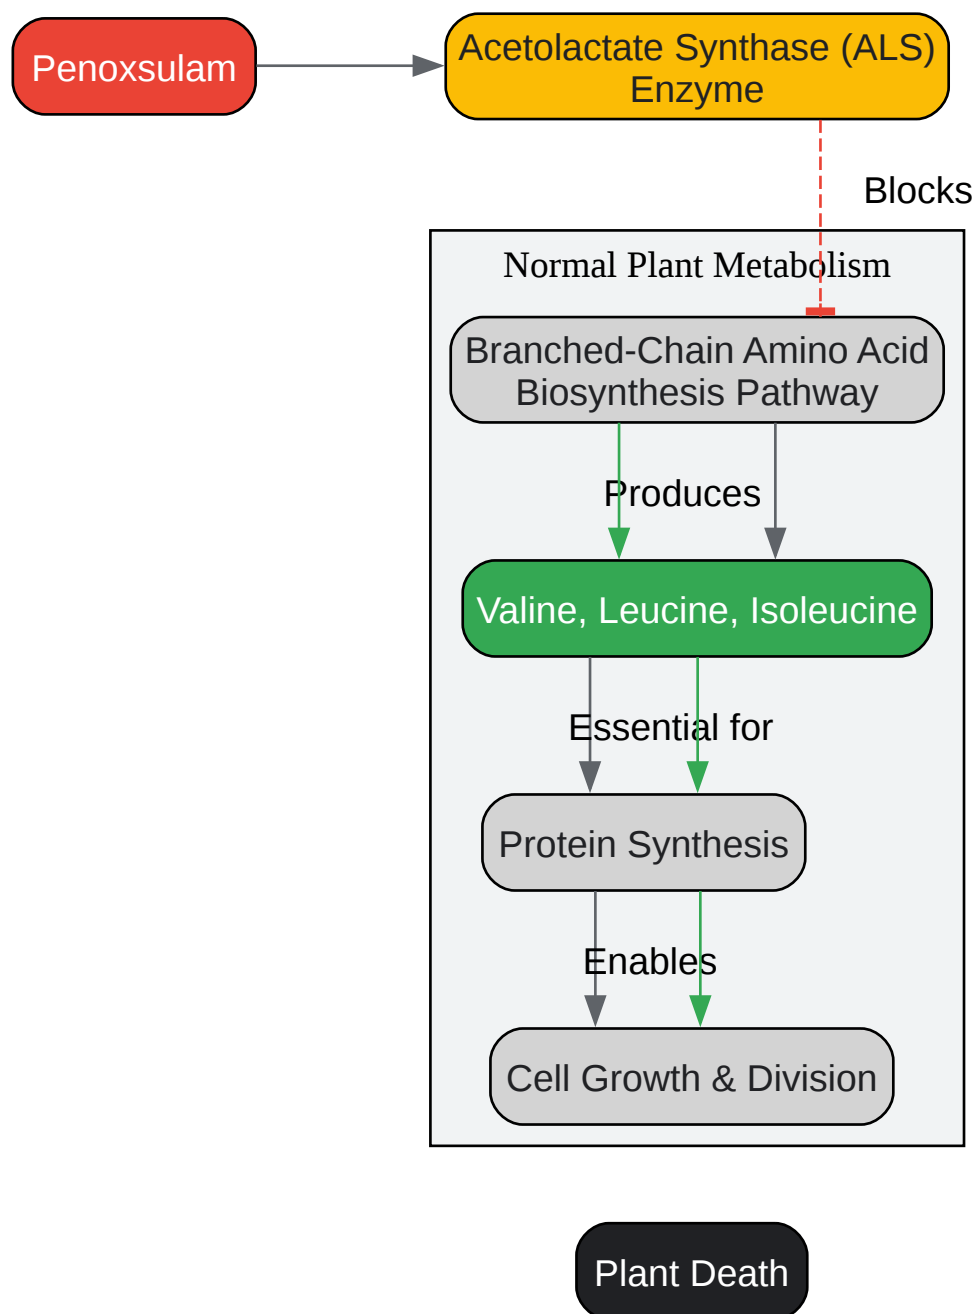 Penoxsulam
Acetolactate Synthase (ALS)
Enzyme
Blocks
Normal Plant Metabolism
Branched-Chain Amino Acid
Biosynthesis Pathway
Produces
Valine, Leucine, Isoleucine
Essential for
Protein Synthesis
Enables
Cell Growth & Division
Plant Death